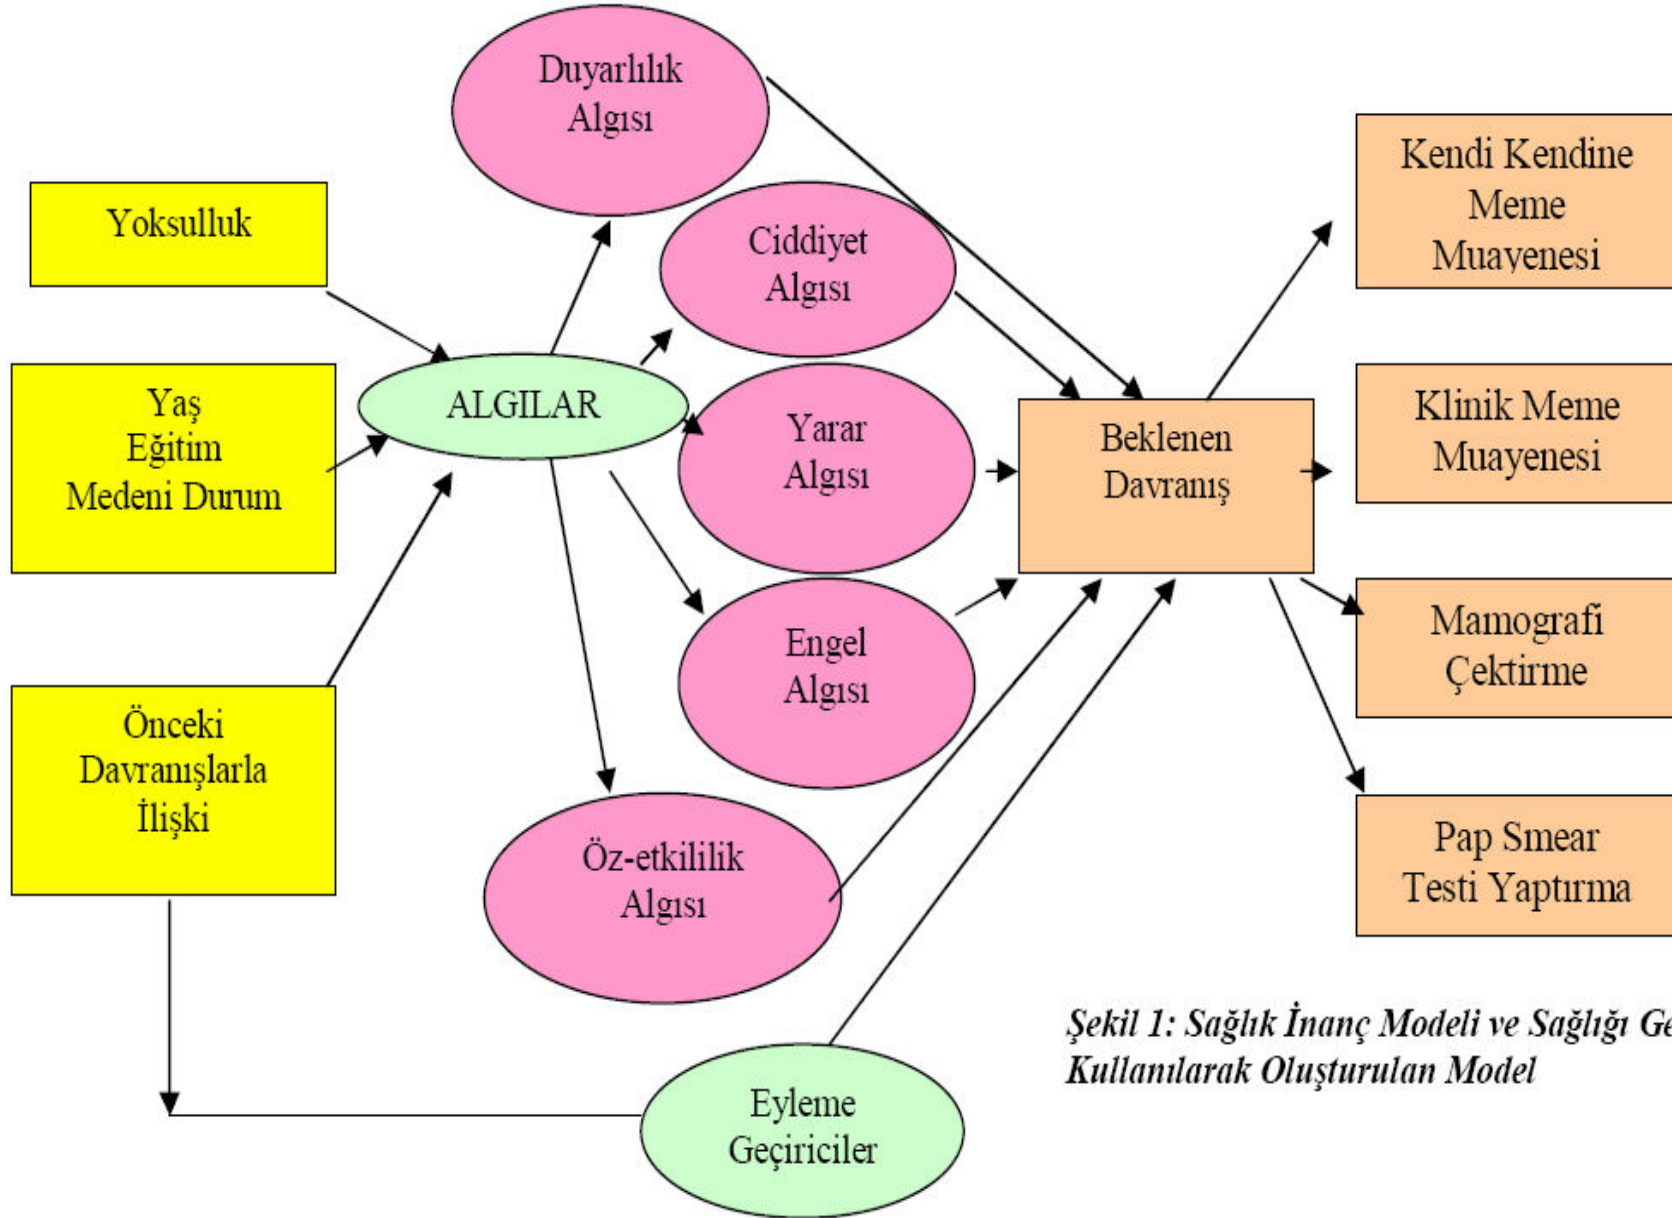 Duyarlılık
Algısı
Yoksulluk
Ciddiyet
Algısı
Kendi Kendine
Meme
Muayenesi
Yaş
Eğitim
Medeni Durum
ALGILAR
Yarar
Algısı
Beklenen
Davranış
Klinik Meme
Muayenesi
Engel
Algısı
Mamografi
Çektirme
Önceki
Davranışlarla
İlişki
Öz-etkililik
Algısı
Pap Smear
Testi Yaptırma
Eyleme
Geçiriciler
Şekil 1: Sağlık İnanç Modeli ve Sağlığı Ge
Kullanılarak Oluşturulan Model